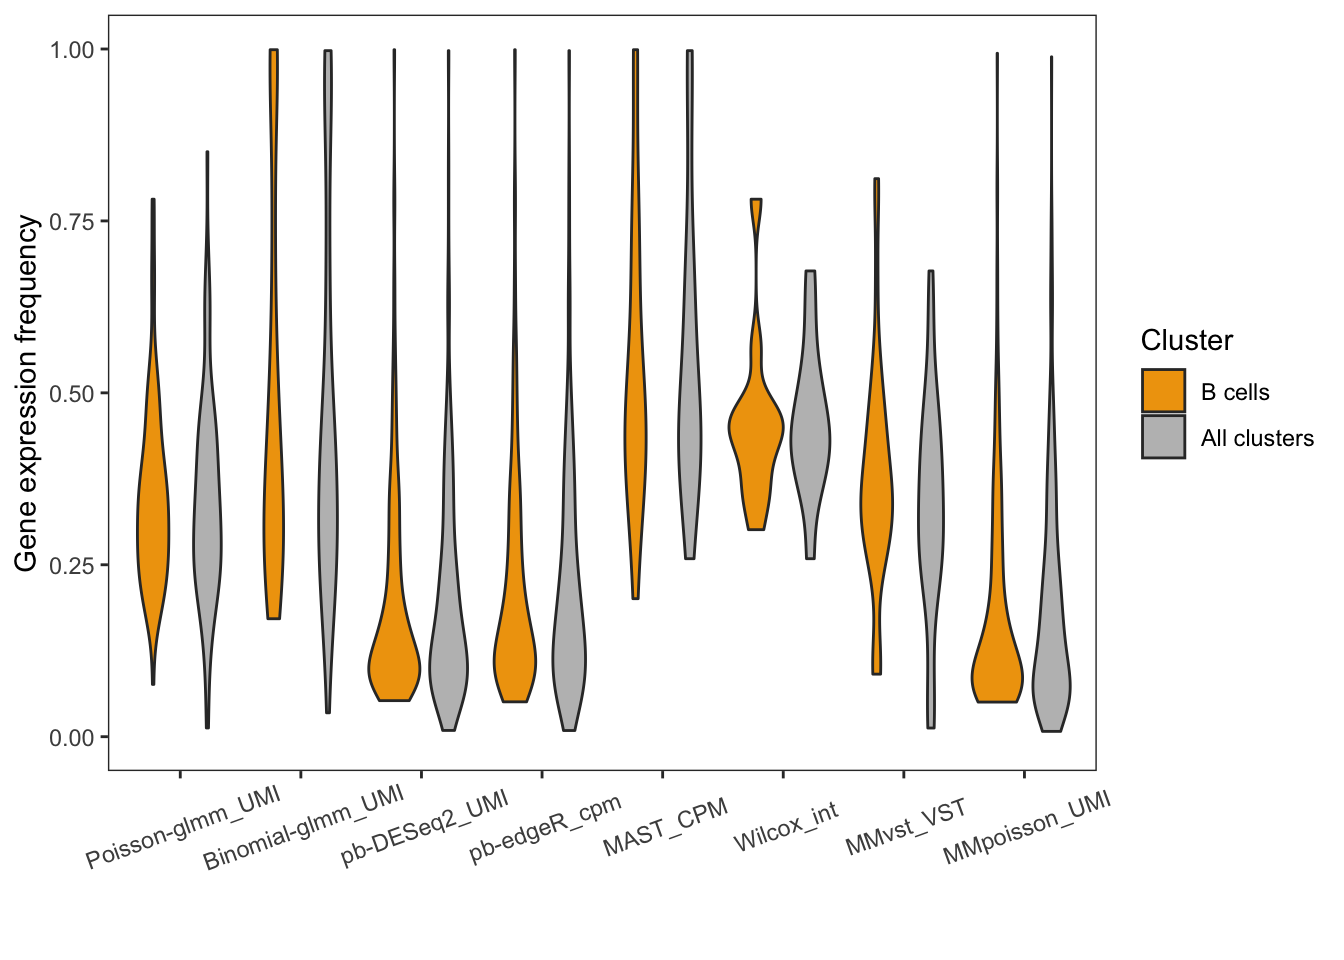 Gene expression frequency
1.00
0.75
0.50
0.25
0.00
Poisson-glmm_UMI
Binomial-glmm_UMI
pb-DESeq2_UMI
pb-edgeR_cpm
MAST_CPM
Wilcox_int
MMvst_VST
MMpoisson_UMI
Cluster
B cells
All clusters